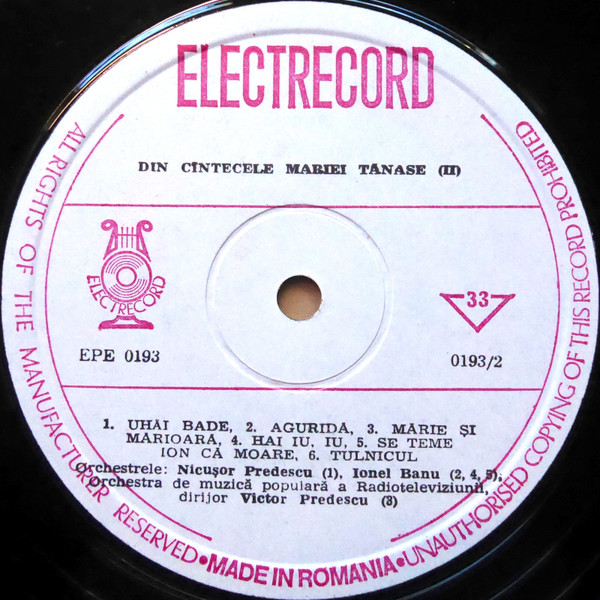 ELECTRECORD
DIN CÎNTECELE MARIEI TĂNASE (II)
ELECTRECORD
33
EPE 0193
0193/2
1. UHĂI BADE, 2. AGURIDĂ, 3. MĂRIE ȘI
MĂRIOARĂ, 4. HAI IU, IU, 5. SE TEME
ION CĂ MOARE, 6. TULNICUL
Orchestrele: Nicușor Predescu (1), Ionel Banu (2, 4, 5);
Orchestra de muzică populară a Radioteleviziunii,
dirijor Victor Predescu (3)
ALL RIGHTS OF THE MANUFACTURER RESERVED • MADE IN ROMANIA • UNAUTHORISED COPYING OF THIS RECORD PROHIBITED